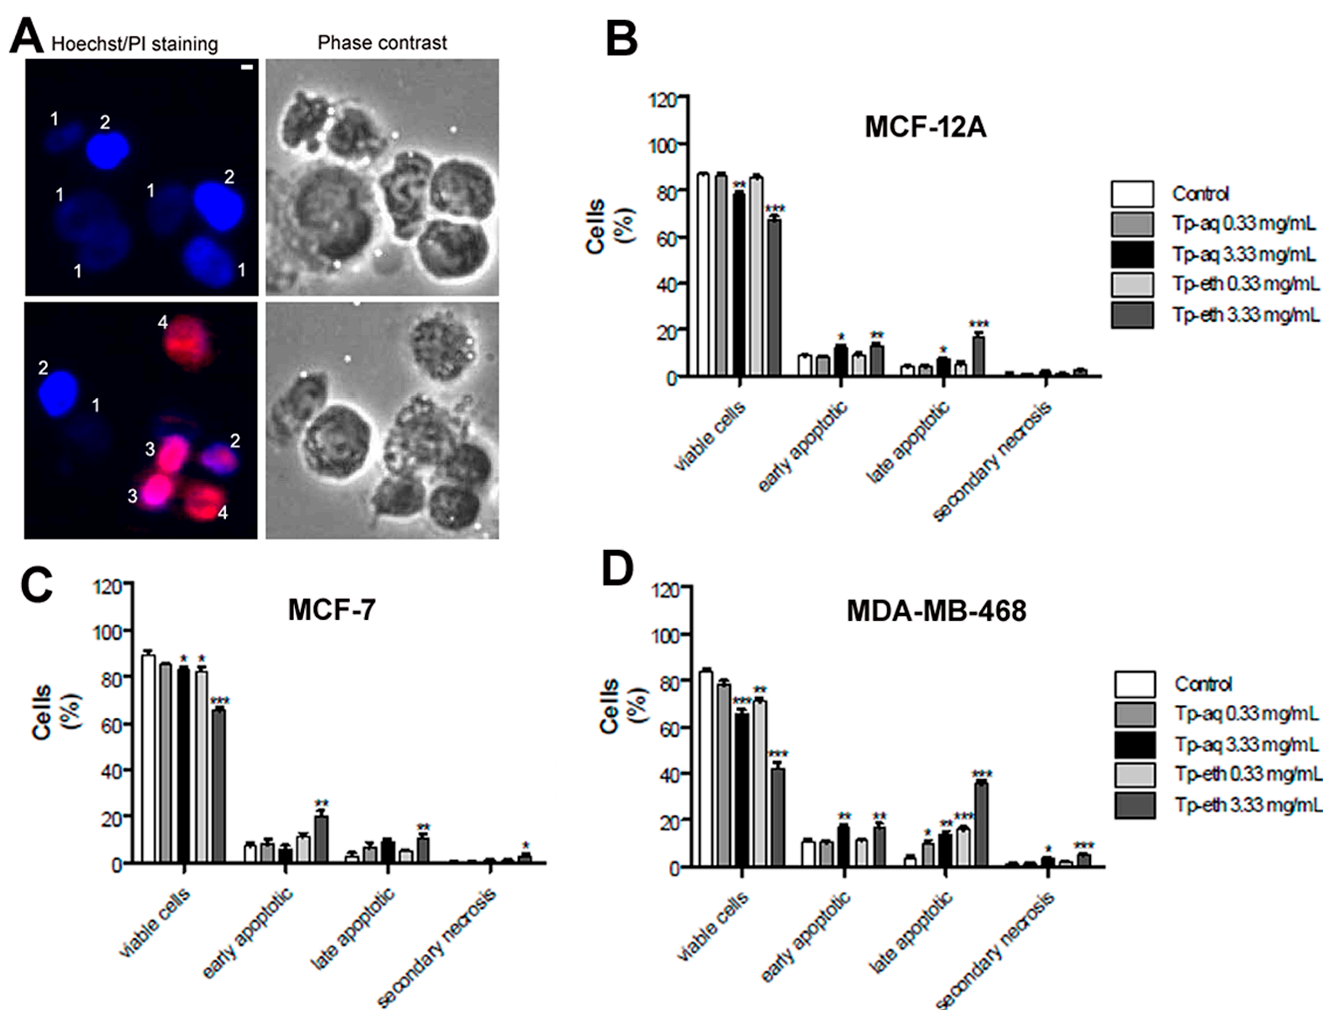 A
Hoechst/PI staining
Phase contrast
1
2
1
1
2
1
1
4
2
1
3
2
3
4
B
MCF-12A
120
100
80
60
40
20
0
Cells
(%)
**
***
*
**
*
***
viable cells
early apoptotic
late apoptotic
secondary necrosis
Control
Tp-aq 0.33 mg/mL
Tp-aq 3.33 mg/mL
Tp-eth 0.33 mg/mL
Tp-eth 3.33 mg/mL
C
MCF-7
120
100
80
60
40
20
0
Cells
(%)
*
*
***
**
**
*
viable cells
early apoptotic
late apoptotic
secondary necrosis
D
MDA-MB-468
120
100
80
60
40
20
0
Cells
(%)
***
**
***
**
**
*
**
***
***
*
***
viable cells
early apoptotic
late apoptotic
secondary necrosis
Control
Tp-aq 0.33 mg/mL
Tp-aq 3.33 mg/mL
Tp-eth 0.33 mg/mL
Tp-eth 3.33 mg/mL